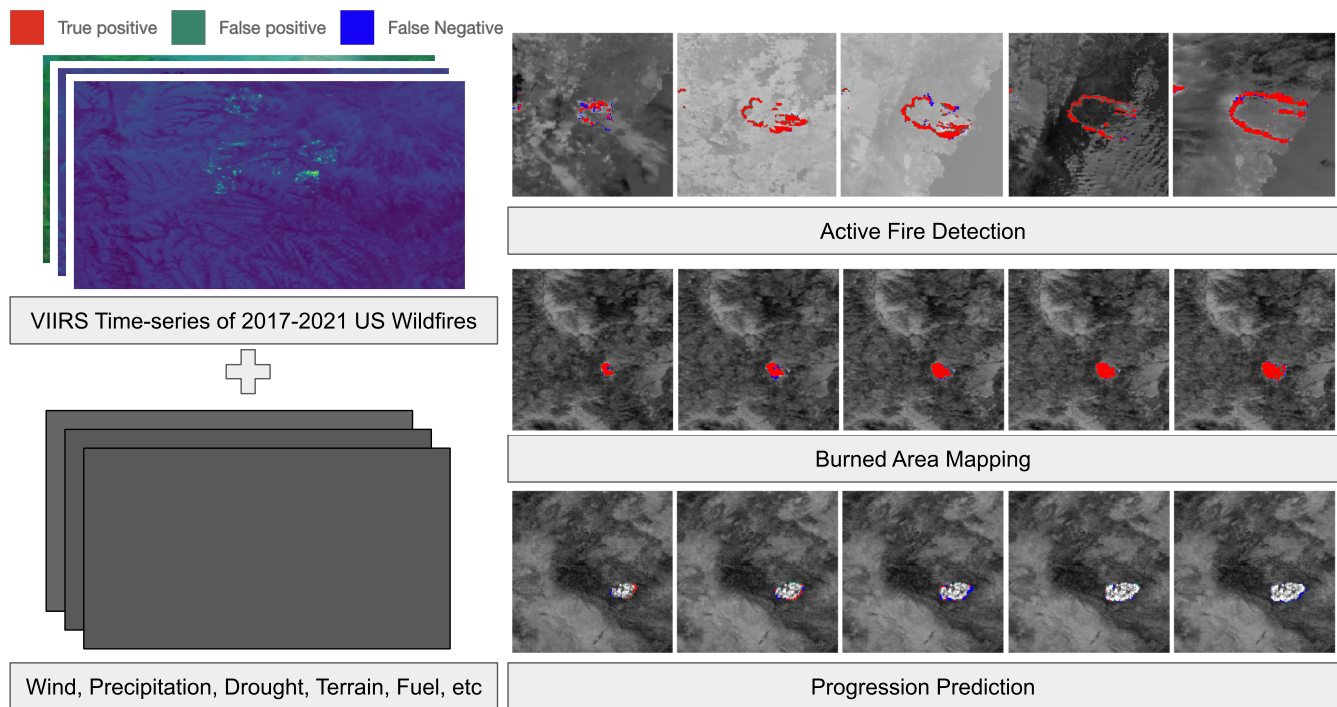 True positive
False positive
False Negative
VIIRS Time-series of 2017-2021 US Wildfires
Wind, Precipitation, Drought, Terrain, Fuel, etc
Active Fire Detection
Burned Area Mapping
Progression Prediction